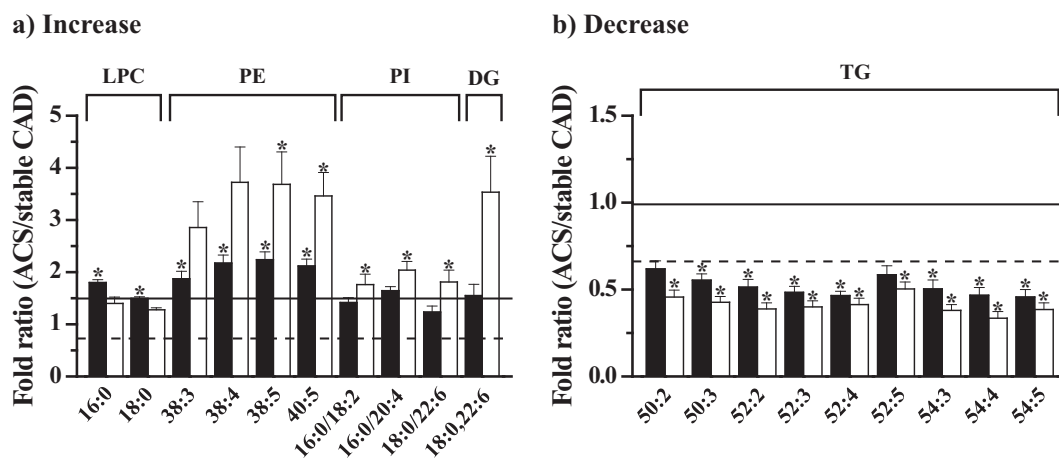 a) Increase
LPC PE PI DG
Fold ratio (ACS/stable CAD)
5
4
3
2
1
0
* * * * * * * * * * * *
16:0 18:0 38:3 38:4 38:5 40:5 16:0/18:2 16:0/20:4 18:0/22:6 18:0,22:6
b) Decrease
TG
Fold ratio (ACS/stable CAD)
1.5
1.0
0.5
0.0
* * * * * * * * * * * * * * * *
50:2 50:3 52:2 52:3 52:4 52:5 54:3 54:4 54:5